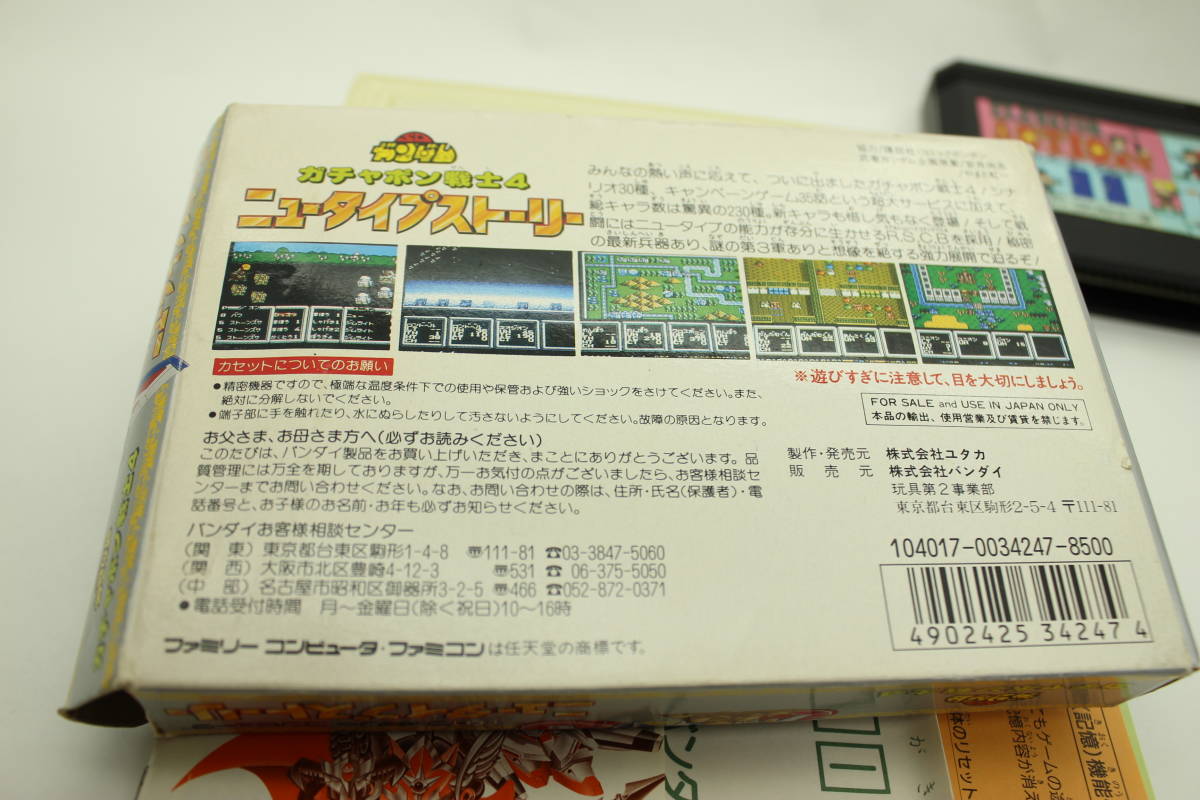 ガンダム
ガチャポン戦士4
ニュータイプストーリー
みんなの熱い声に応えて、ついに出ましたガチャポン戦士4!シナ
リオ30種、キャンペーンゲーム35話という超大サービスに加えて、
総キャラ数は驚異の230種。新キャラも惜し気もなく登場!そして戦
闘にはニュータイプの能力が存分に生かせるR.S.C.Bを採用!秘密
の最新兵器あり、謎の第3軍ありと想像を絶する強力展開で迫るぞ!
カセットについてのお願い
●精密機器ですので、極端な温度条件下での使用や保管および強いショックをさけてください。また、
絶対に分解しないでください。
●端子部に手を触れたり、水にぬらしたりして汚さないようにしてください。故障の原因となります。
※遊びすぎに注意して、目を大切にしましょう。
FOR SALE and USE IN JAPAN ONLY
本品の輸出、使用営業及び賃貸を禁じます。
お父さま、お母さま方へ(必ずお読みください)
このたびは、バンダイ製品をお買い上げいただき、まことにありがとうございます。品
質管理には万全を期しておりますが、万一お気付の点がございましたら、お客様相談セ
ンターまでお問い合わせください。なお、お問い合わせの際は、住所・氏名(保護者)・電
話番号と、お子様のお名前・お年も必ずお知らせください。
バンダイお客様相談センター
(関 東)東京都台東区駒形1-4-8 〠111-81 ☎03-3847-5060
(関 西)大阪市北区豊崎4-12-3 〠531 ☎06-375-5050
(中 部)名古屋市昭和区御器所3-2-5 〠466 ☎052-872-0371
●電話受付時間 月~金曜日(除く祝日)10~16時
ファミリーコンピュータ・ファミコンは任天堂の商標です。
製作・発売元 株式会社ユタカ
販 売 元 株式会社バンダイ
玩具第2事業部
東京都台東区駒形2-5-4 〒111-81
104017-0034247-8500
4902425 342474